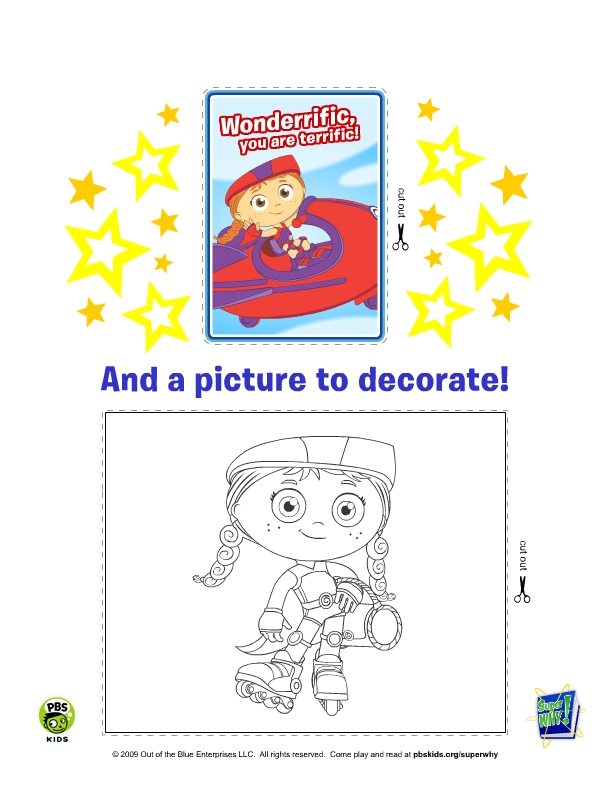 Wonderrific,
you are terrific!
cut out
And a picture to decorate!
cut out
PBS
KIDS
SUPER
WHY!
© 2009 Out of the Blue Enterprises LLC. All rights reserved. Come play and read at pbskids.org/superwhy